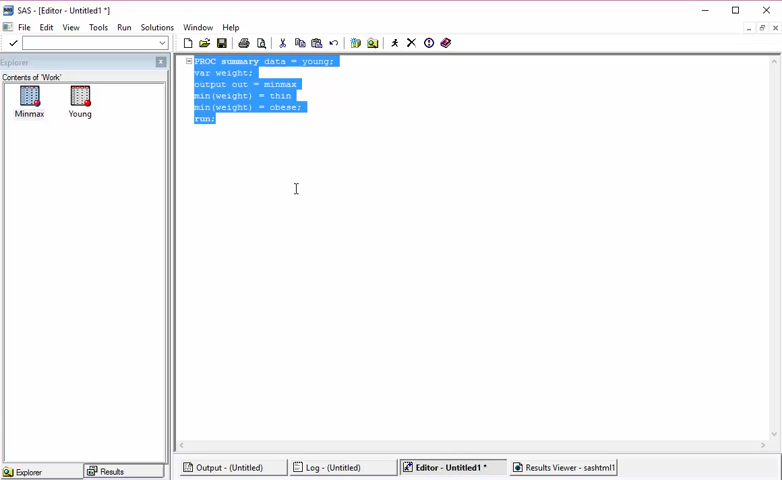 SAS - [Editor - Untitled1 *]
File Edit View Tools Run Solutions Window Help
Explorer
Contents of 'Work'
Minmax Young
PROC summary data = young;
var weight;
output out = minmax
min(weight) = thin
min(weight) = obese;
run;
Explorer Results
Output - (Untitled) Log - (Untitled) Editor - Untitled1 * Results Viewer - sashtml1